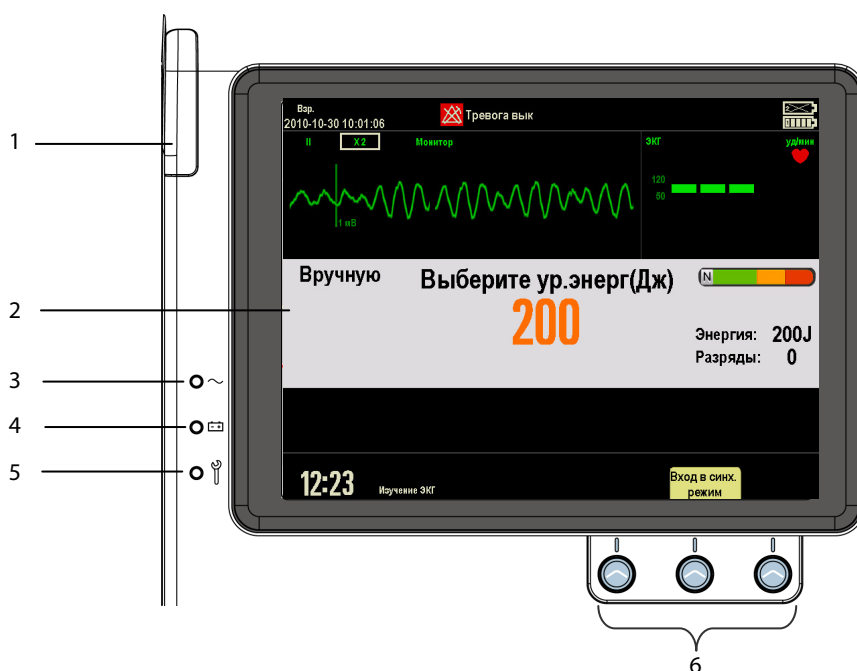 Взр.
2010-10-30 10:01:06
Тревога вык
2
II
X2
Монитор
ЭКГ
уд/мин
120
50
1 мВ
Вручную
Выберите ур.энерг(Дж)
N
200
Энергия: 200J
Разряды: 0
12:23
Изучение ЭКГ
Вход в синх.
режим
1
2
3
4
5
6